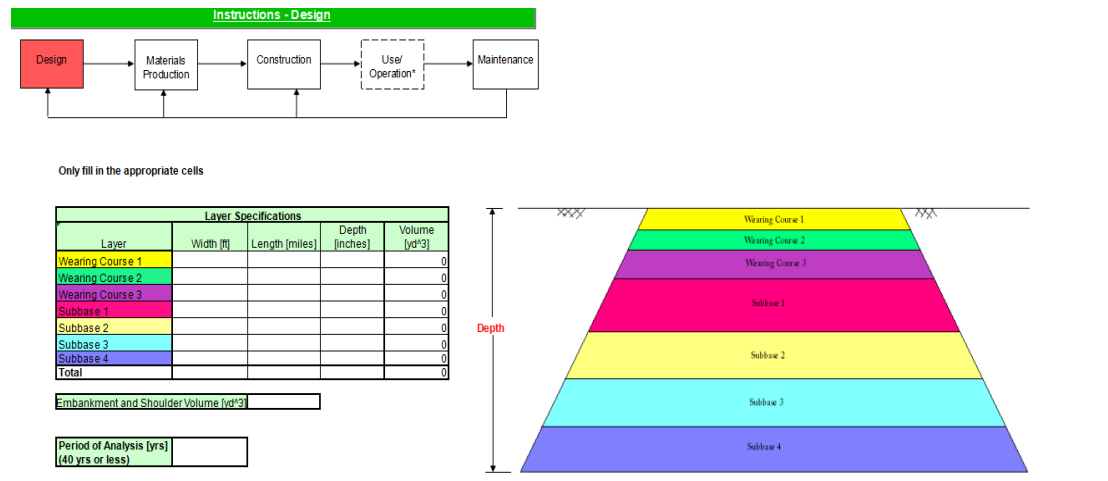 Instructions - Design
Design
Materials
Production
Construction
Use/
Operation*
Maintenance
Only fill in the appropriate cells
Layer Specifications
Layer Width [ft] Length [miles] Depth [inches] Volume [yd^3]
Wearing Course 1 0
Wearing Course 2 0
Wearing Course 3 0
Subbase 1 0
Subbase 2 0
Subbase 3 0
Subbase 4 0
Total 0
Embankment and Shoulder Volume [yd^3]
Period of Analysis [yrs]
(40 yrs or less)
Depth
Wearing Course 1
Wearing Course 2
Wearing Course 3
Subbase 1
Subbase 2
Subbase 3
Subbase 4